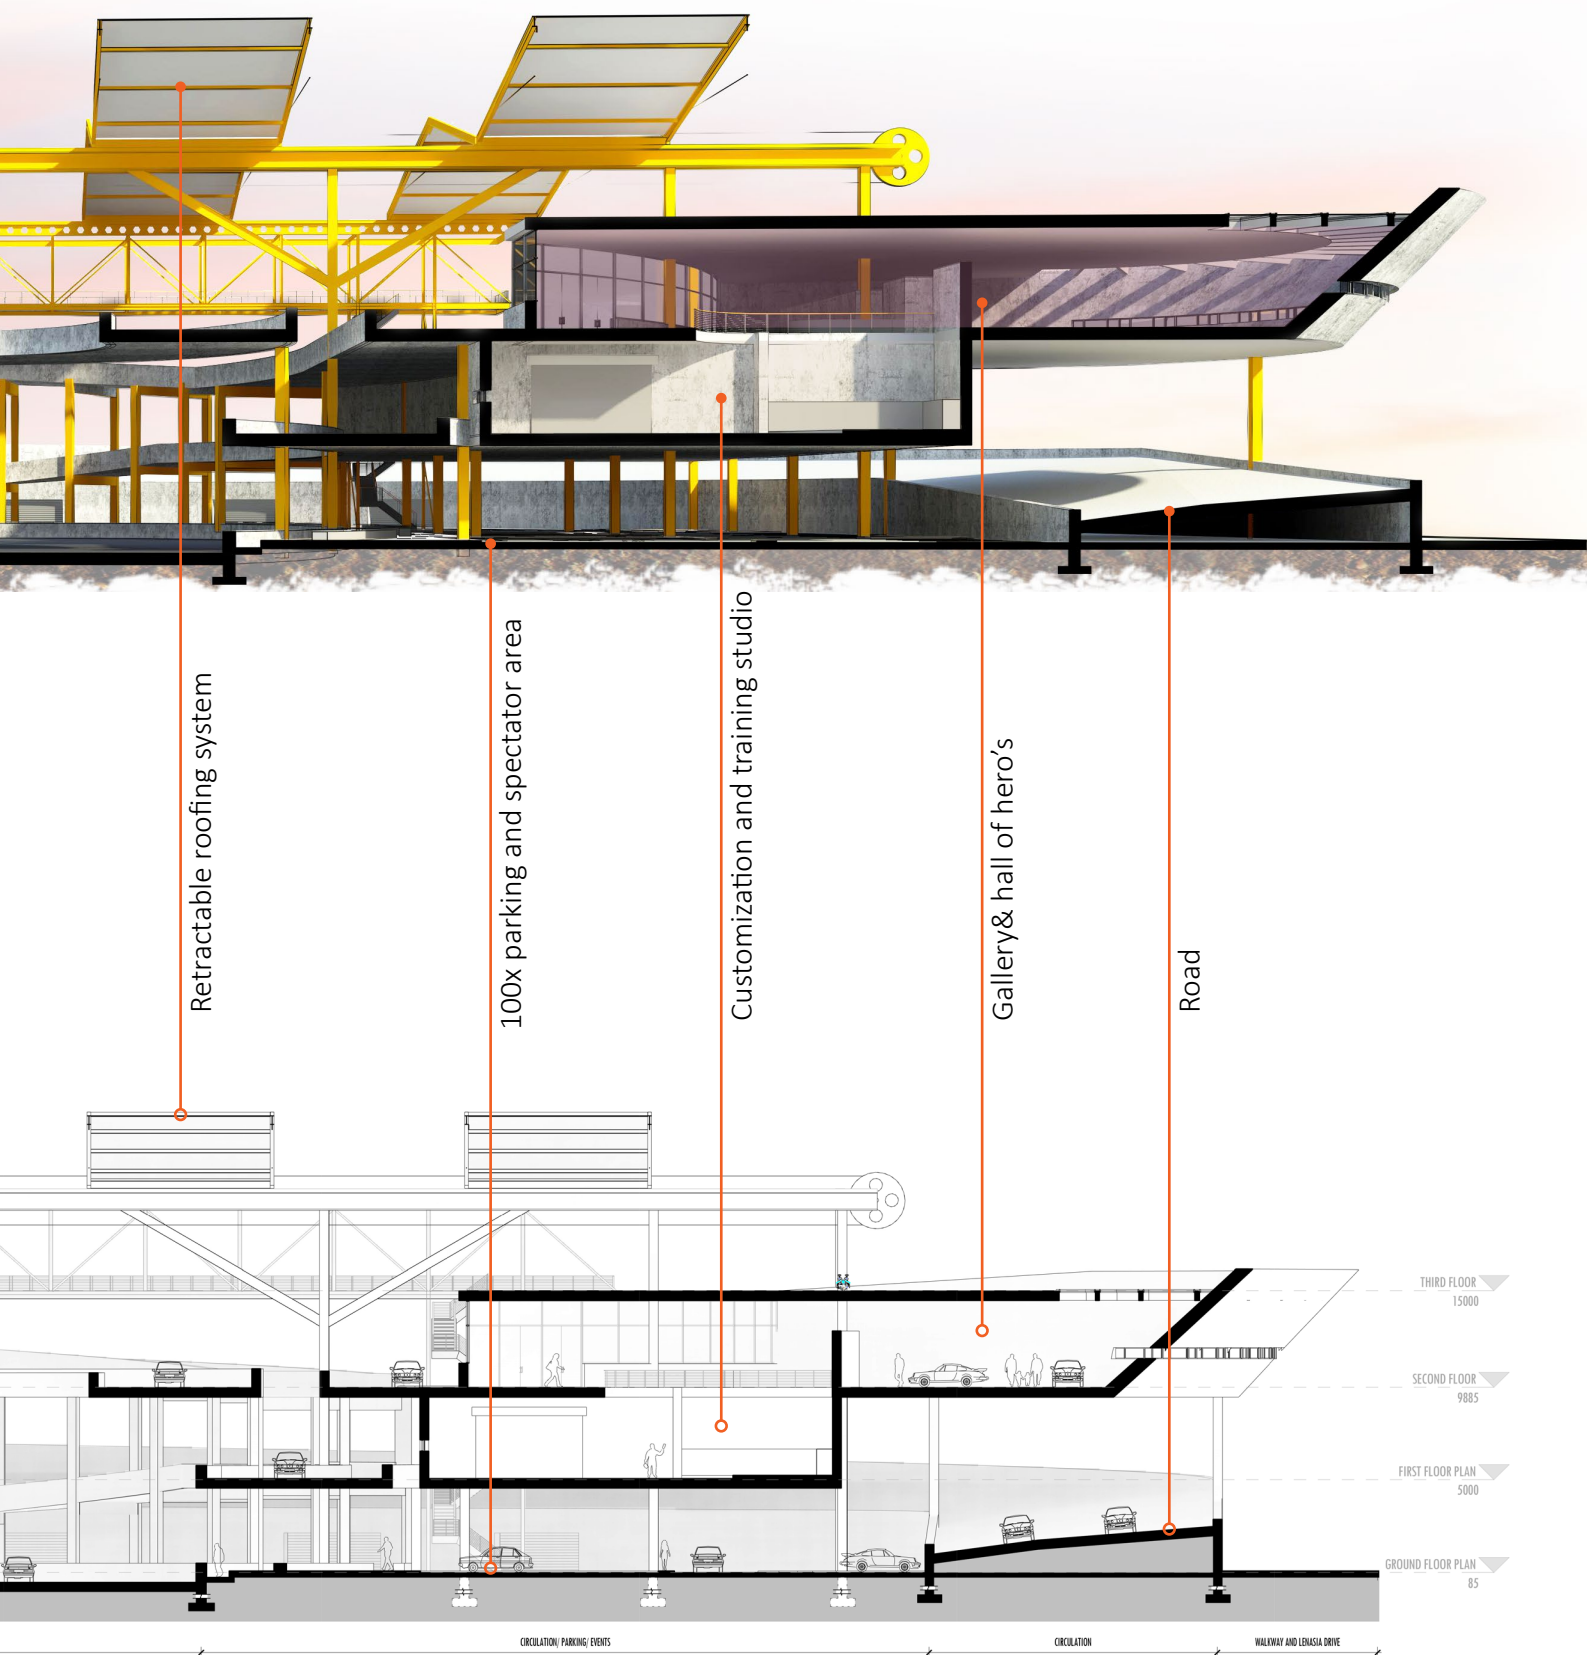 Retractable roofing system
100x parking and spectator area
Customization and training studio
Gallery& hall of hero's
Road
THIRD FLOOR
15000
SECOND FLOOR
9885
FIRST FLOOR PLAN
5000
GROUND FLOOR PLAN
85
CIRCULATION/ PARKING/ EVENTS
CIRCULATION
WALKWAY AND LENASIA DRIVE